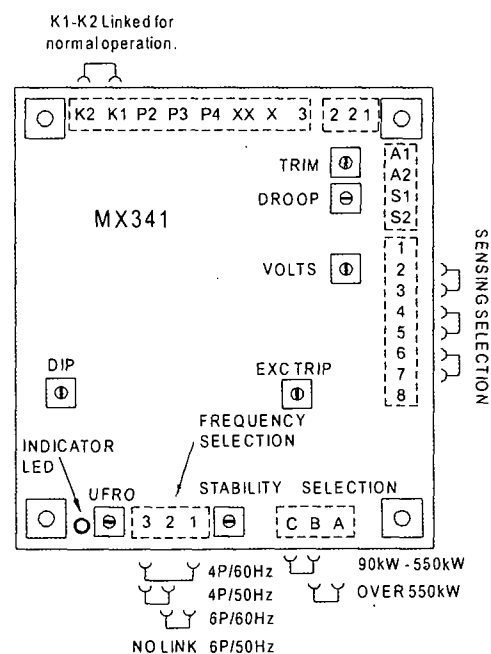 K1-K2 Linked for
normal operation.
K2 K1 P2 P3 P4 XX X 3 2 2 1
TRIM
DROOP
A1
A2
S1
S2
MX341
VOLTS
1
2
3
4
5
6
7
8
SENSING SELECTION
DIP
EXC TRIP
FREQUENCY
SELECTION
INDICATOR
LED
UFRO
STABILITY SELECTION
3 2 1
C B A
4P/60Hz
4P/50Hz
6P/60Hz
NO LINK 6P/50Hz
90kW - 550kW
OVER 550kW